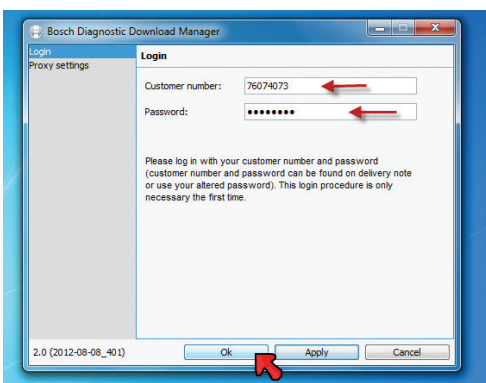 Bosch Diagnostic Download Manager
Login
Proxy settings
Login
Customer number: 76074073
Password: ••••••••
Please log in with your customer number and password
(customer number and password can be found on delivery note
or use your altered password). This login procedure is only
necessary the first time.
2.0 (2012-08-08_401)
Ok Apply Cancel